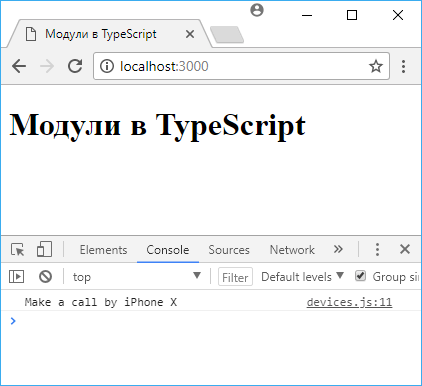 Модули в TypeScript
localhost:3000
Модули в TypeScript
Elements Console Sources Network
top Filter Default levels Group sim
Make a call by iPhone X devices.js:11